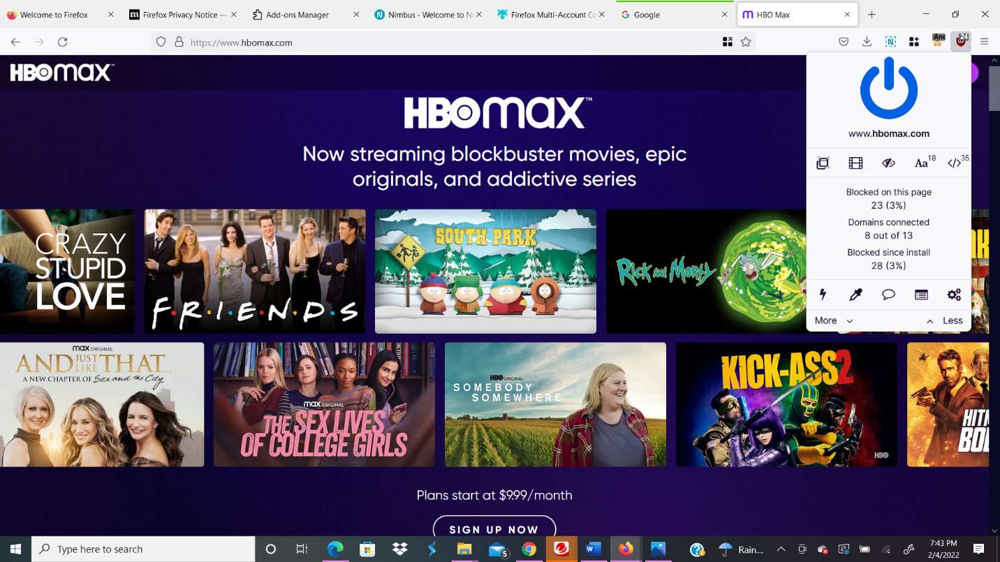 Welcome to Firefox
Firefox Privacy Notice —
Add-ons Manager
Nimbus - Welcome to Ni
Firefox Multi-Account Co
Google
HBO Max
https://www.hbomax.com
24
HBOmax™
HBOmax™
Now streaming blockbuster movies, epic
originals, and addictive series
www.hbomax.com
Aa 18
</> 35
Blocked on this page
23 (3%)
Domains connected
8 out of 13
Blocked since install
28 (3%)
More
Less
CRAZY
STUPID
LOVE
F·R·I·E·N·D·S
SOUTH PARK
Rick and Morty
max ORIGINAL
AND JUST LIKE THAT...
A NEW CHAPTER OF Sex and the City
max ORIGINAL
THE SEX LIVES
OF COLLEGE GIRLS
HBO ORIGINAL
SOMEBODY
SOMEWHERE
KICK-ASS 2
HBO
Plans start at $9.99/month
SIGN UP NOW
Type here to search
5
Rain...
7:43 PM
2/4/2022